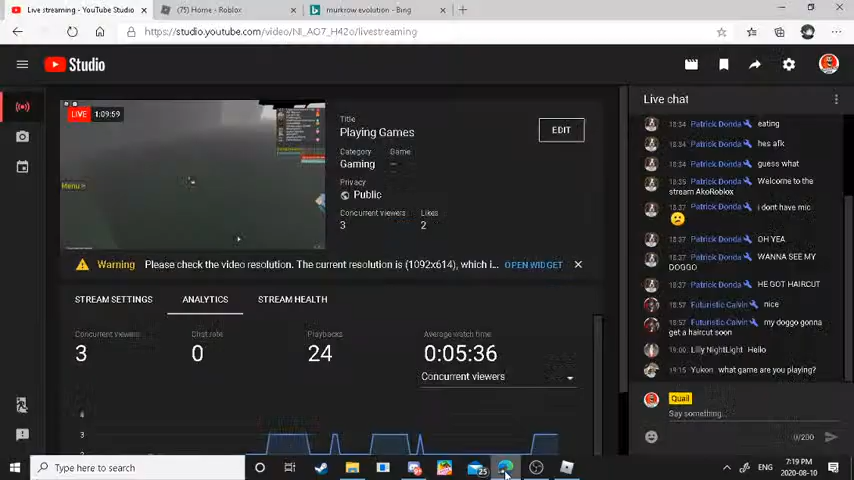 Live streaming - YouTube Studio
(75) Home - Roblox
murkrow evolution - Bing
https://studio.youtube.com/video/NI_AO7_H42o/livestreaming
Studio
LIVE 1:09:59
Menu >
Title
Playing Games
EDIT
Category Game
Gaming —
Privacy
Public
Concurrent viewers Likes
3 2
Warning Please check the video resolution. The current resolution is (1092x614), which i... OPEN WIDGET
STREAM SETTINGS ANALYTICS STREAM HEALTH
Concurrent viewers Chat rate Playbacks Average watch time
3 0 24 0:05:36
Concurrent viewers
4
3
2
Live chat
18:34 Patrick Donda eating
18:34 Patrick Donda hes afk
18:34 Patrick Donda guess what
18:35 Patrick Donda Welcome to the
stream AkoRoblox
18:37 Patrick Donda i dont have mic
18:37 Patrick Donda OH YEA
18:37 Patrick Donda WANNA SEE MY
DOGGO
18:37 Patrick Donda HE GOT HAIRCUT
18:57 Futuristic Calvin nice
18:57 Futuristic Calvin my doggo gonna
get a haircut soon
19:00 Lilly NightLight Hello
19:15 Yukon what game are you playing?
Quail
Say something...
0/200
Type here to search
25
ENG
7:19 PM
2020-08-10